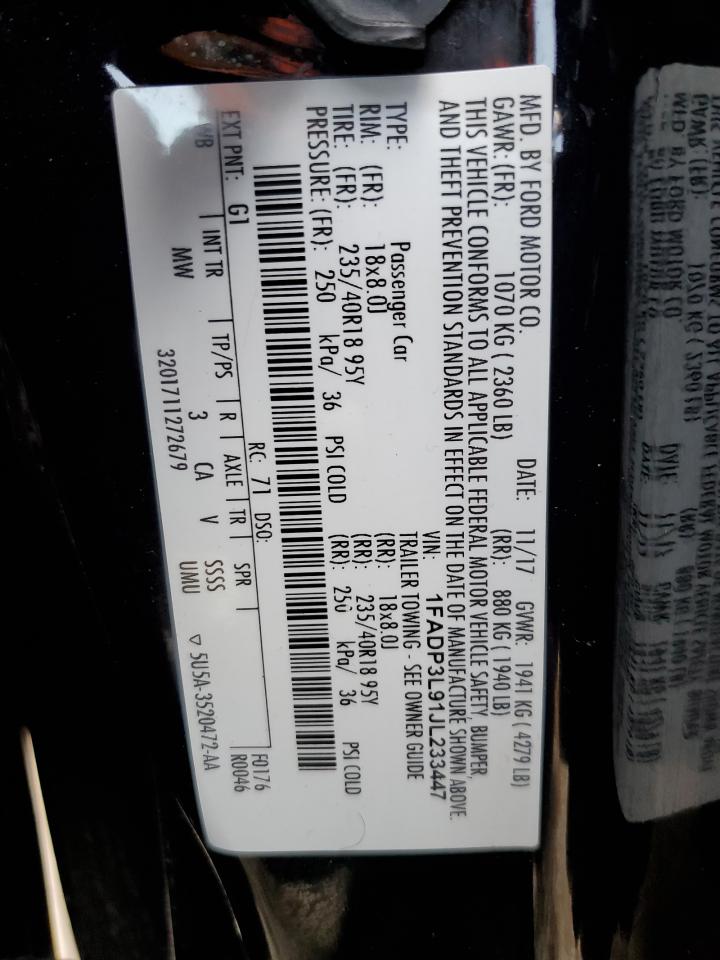 MFD. BY FORD MOTOR CO. DATE: 11/17 GVWR: 1941 KG ( 4279 LB)
GAWR: (FR): 1070 KG ( 2360 LB) (RR): 880 KG ( 1940 LB)
THIS VEHICLE CONFORMS TO ALL APPLICABLE FEDERAL MOTOR VEHICLE SAFETY, BUMPER,
AND THEFT PREVENTION STANDARDS IN EFFECT ON THE DATE OF MANUFACTURE SHOWN ABOVE.
VIN: 1FADP3L91JL233447
TYPE: Passenger Car TRAILER TOWING - SEE OWNER GUIDE
RIM: (FR): 18x8.0J (RR): 18x8.0J
TIRE: (FR): 235/40R18 95Y (RR): 235/40R18 95Y
PRESSURE: (FR): 250 kPa/ 36 PSI COLD (RR): 250 kPa/ 36 PSI COLD
RC: 71 DSO: F0176
EXT PNT: G1 R0046
WB INT TR TP/PS R AXLE TR SPR
MW 3 CA V SSSS
UMU
3201711272679 ▽ 5U5A-3520472-AA